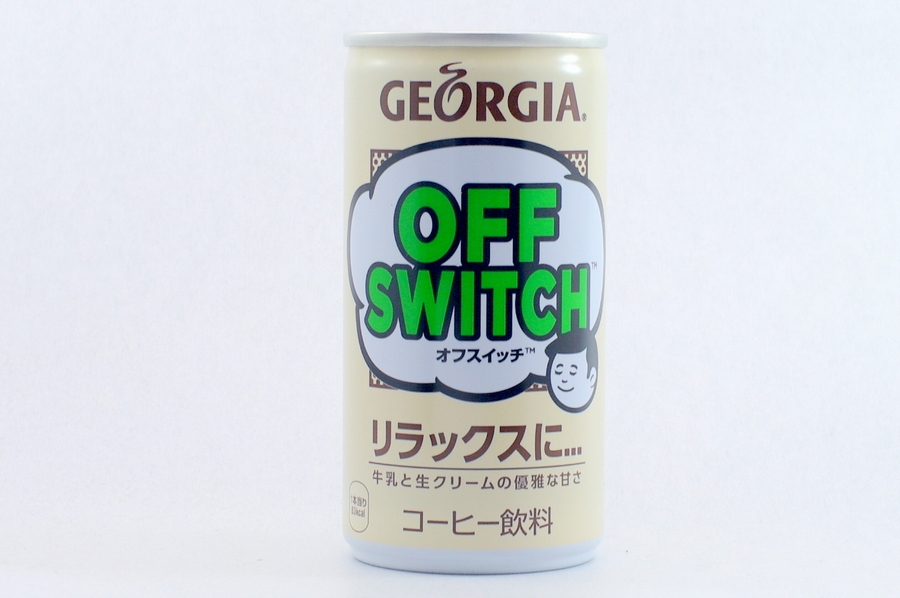 GEORGIA®
OFF
SWITCH™
オフスイッチ™
リラックスに...
牛乳と生クリームの優雅な甘さ
コーヒー飲料